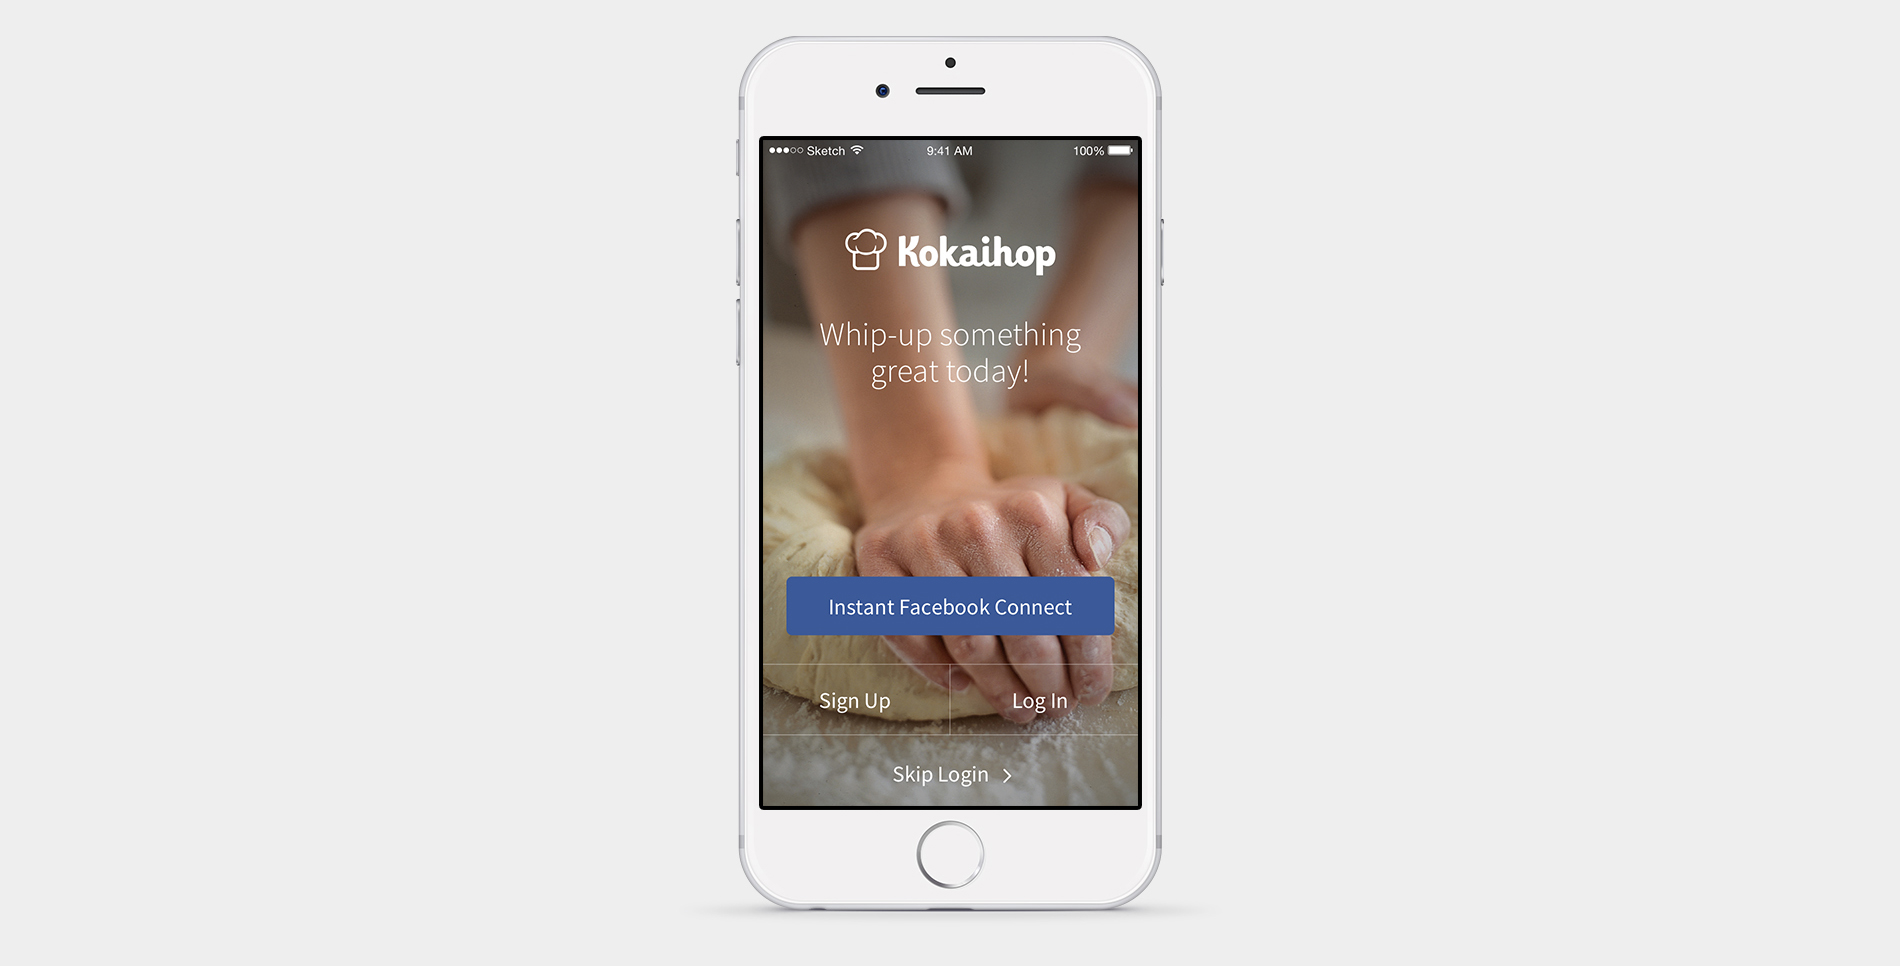 Sketch 9:41 AM 100%
Kokaihop
Whip-up something
great today!
Instant Facebook Connect
Sign Up Log In
Skip Login